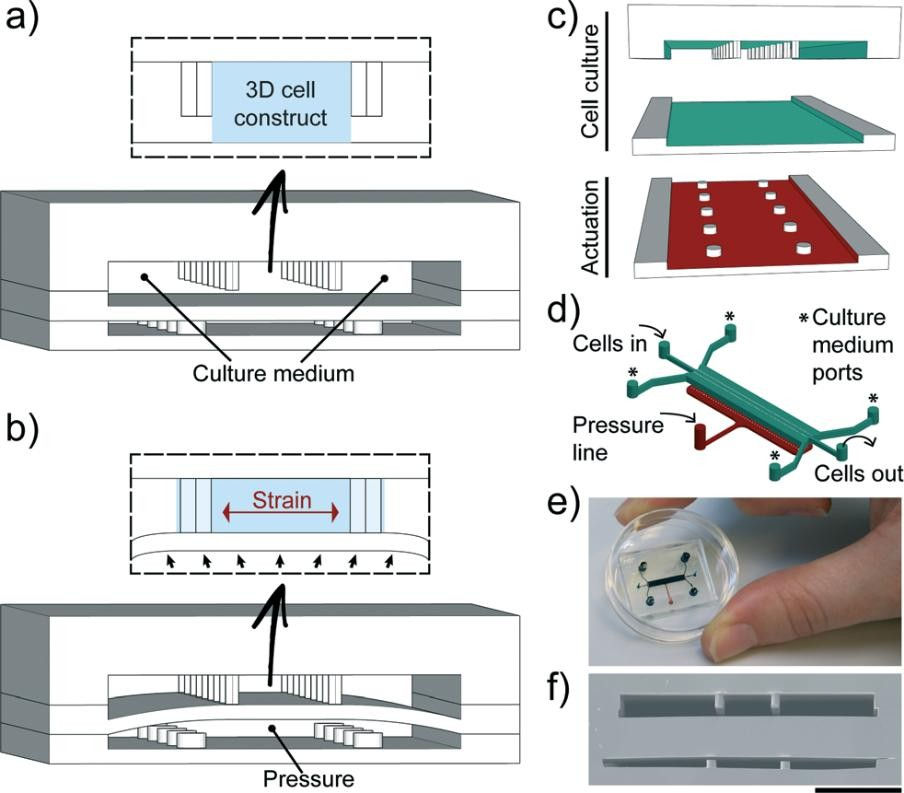 a)
3D cell
construct
Culture medium
b)
Strain
Pressure
c)
Cell culture
Actuation
d)
Cells in
*
*
*
*
* Culture
medium
ports
Pressure
line
Cells out
e)
f)